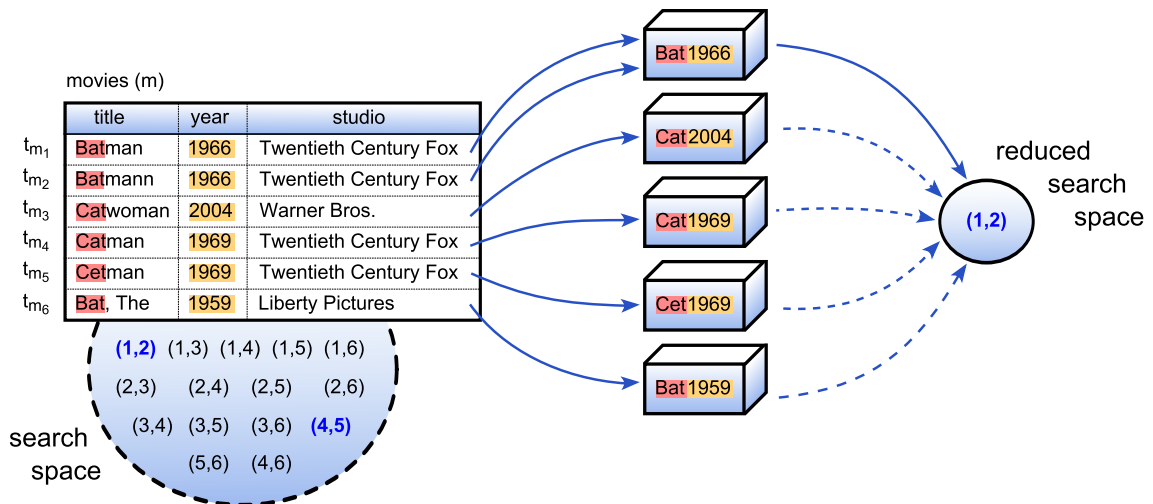 movies (m)
title year studio
tm1 Batman 1966 Twentieth Century Fox
tm2 Batmann 1966 Twentieth Century Fox
tm3 Catwoman 2004 Warner Bros.
tm4 Catman 1969 Twentieth Century Fox
tm5 Cetman 1969 Twentieth Century Fox
tm6 Bat, The 1959 Liberty Pictures
(1,2) (1,3) (1,4) (1,5) (1,6)
(2,3) (2,4) (2,5) (2,6)
(3,4) (3,5) (3,6) (4,5)
(5,6) (4,6)
search
space
Bat1966
Cat2004
Cat1969
Cet1969
Bat1959
reduced
search
space
(1,2)